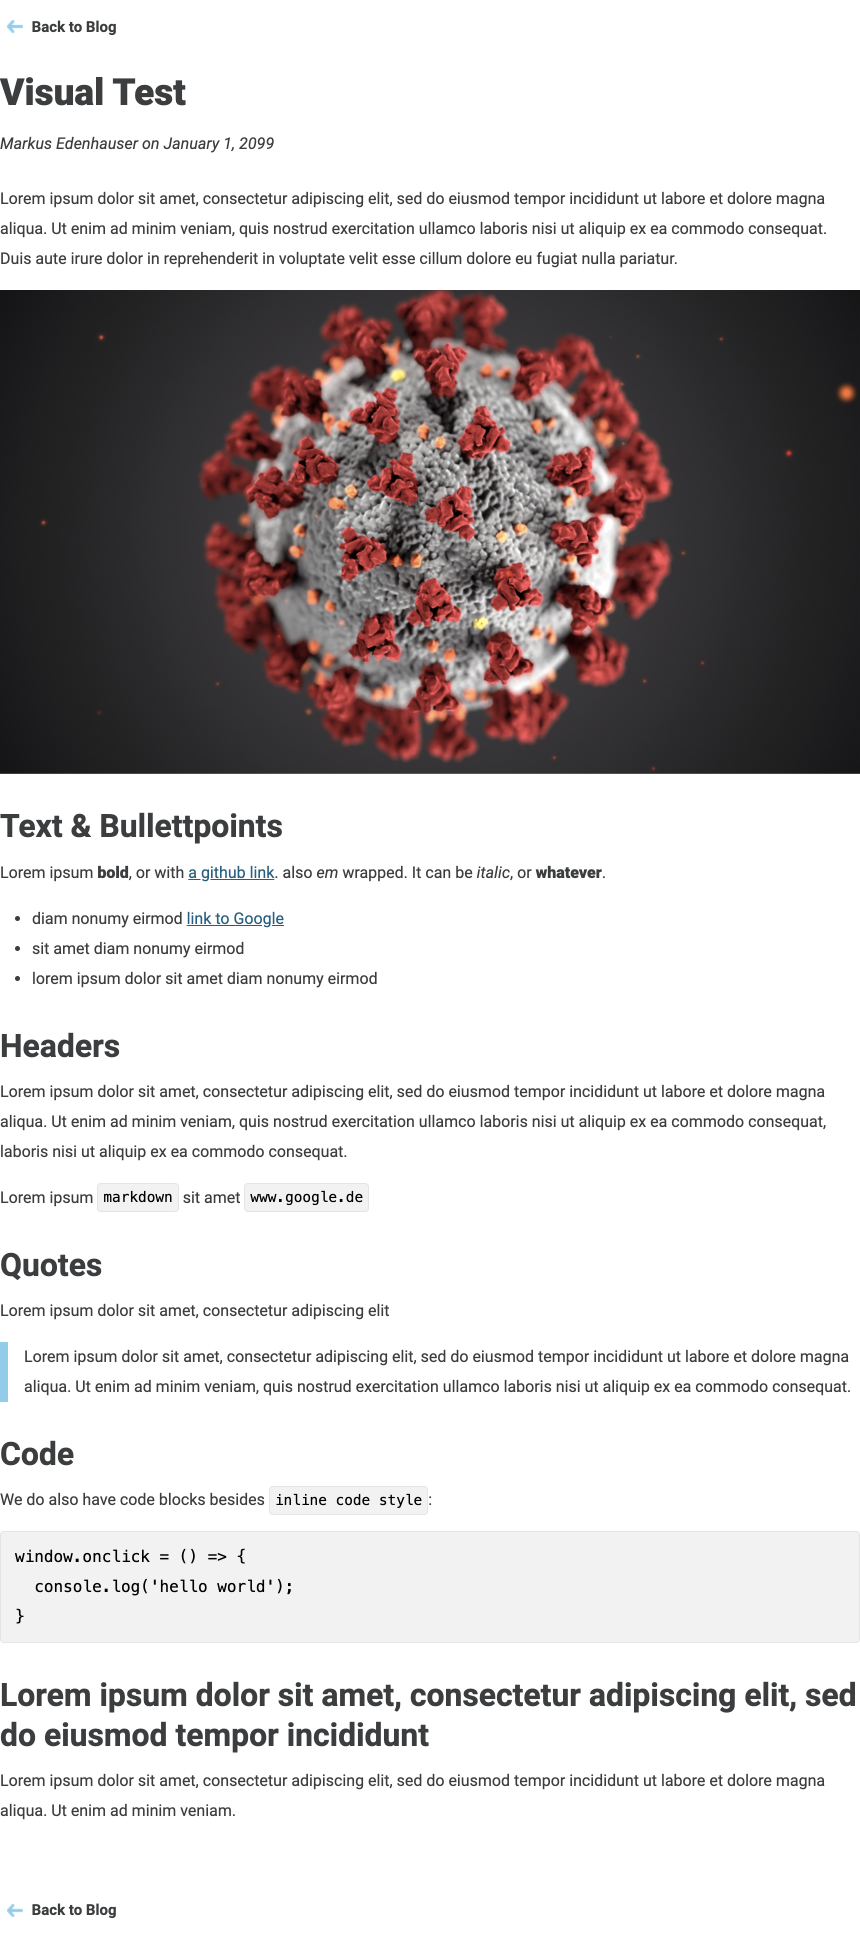 Back to Blog
Visual Test
Markus Edenhauser on January 1, 2099
Lorem ipsum dolor sit amet, consectetur adipiscing elit, sed do eiusmod tempor incididunt ut labore et dolore magna
aliqua. Ut enim ad minim veniam, quis nostrud exercitation ullamco laboris nisi ut aliquip ex ea commodo consequat.
Duis aute irure dolor in reprehenderit in voluptate velit esse cillum dolore eu fugiat nulla pariatur.
Text & Bullettpoints
Lorem ipsum bold, or with a github link. also em wrapped. It can be italic, or whatever.
• diam nonumy eirmod link to Google
• sit amet diam nonumy eirmod
• lorem ipsum dolor sit amet diam nonumy eirmod
Headers
Lorem ipsum dolor sit amet, consectetur adipiscing elit, sed do eiusmod tempor incididunt ut labore et dolore magna
aliqua. Ut enim ad minim veniam, quis nostrud exercitation ullamco laboris nisi ut aliquip ex ea commodo consequat,
laboris nisi ut aliquip ex ea commodo consequat.
Lorem ipsum markdown sit amet www.google.de
Quotes
Lorem ipsum dolor sit amet, consectetur adipiscing elit
Lorem ipsum dolor sit amet, consectetur adipiscing elit, sed do eiusmod tempor incididunt ut labore et dolore magna
aliqua. Ut enim ad minim veniam, quis nostrud exercitation ullamco laboris nisi ut aliquip ex ea commodo consequat.
Code
We do also have code blocks besides inline code style:
window.onclick = () => {
  console.log('hello world');
}
Lorem ipsum dolor sit amet, consectetur adipiscing elit, sed
do eiusmod tempor incididunt
Lorem ipsum dolor sit amet, consectetur adipiscing elit, sed do eiusmod tempor incididunt ut labore et dolore magna
aliqua. Ut enim ad minim veniam.
Back to Blog